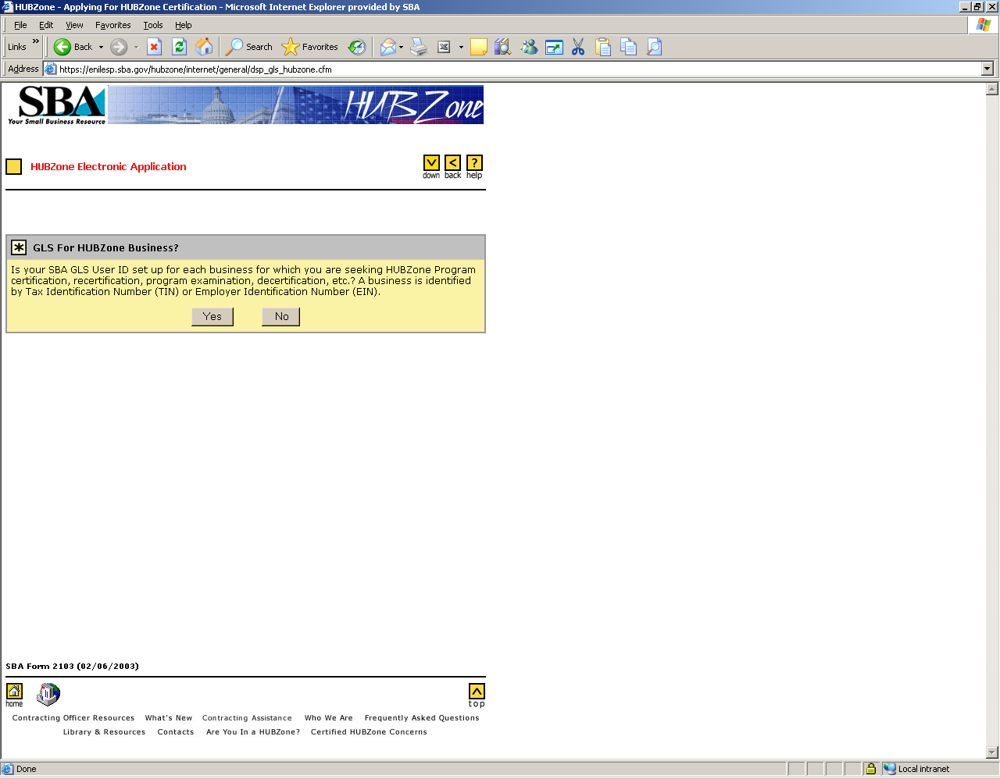 HUBZone - Applying For HUBZone Certification - Microsoft Internet Explorer provided by SBA
File Edit View Favorites Tools Help
Links » Back Search Favorites
Address https://enilesp.sba.gov/hubzone/internet/general/dsp_gls_hubzone.cfm
SBA HUBZone
Your Small Business Resource
HUBZone Electronic Application
down back help
GLS For HUBZone Business?
Is your SBA GLS User ID set up for each business for which you are seeking HUBZone Program
certification, recertification, program examination, decertification, etc.? A business is identified
by Tax Identification Number (TIN) or Employer Identification Number (EIN).
Yes No
SBA Form 2103 (02/06/2003)
home top
Contracting Officer Resources What's New Contracting Assistance Who We Are Frequently Asked Questions
Library & Resources Contacts Are You In a HUBZone? Certified HUBZone Concerns
Done Local intranet